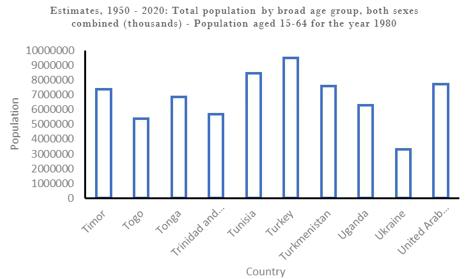 Estimates, 1950 - 2020: Total population by broad age group, both sexes
combined (thousands) - Population aged 15-64 for the year 1980
10000000
9000000
8000000
7000000
6000000
5000000
4000000
3000000
2000000
1000000
0
Population
Timor
Togo
Tonga
Trinidad and...
Tunisia
Turkey
Turkmenistan
Uganda
Ukraine
United Arab...
Country